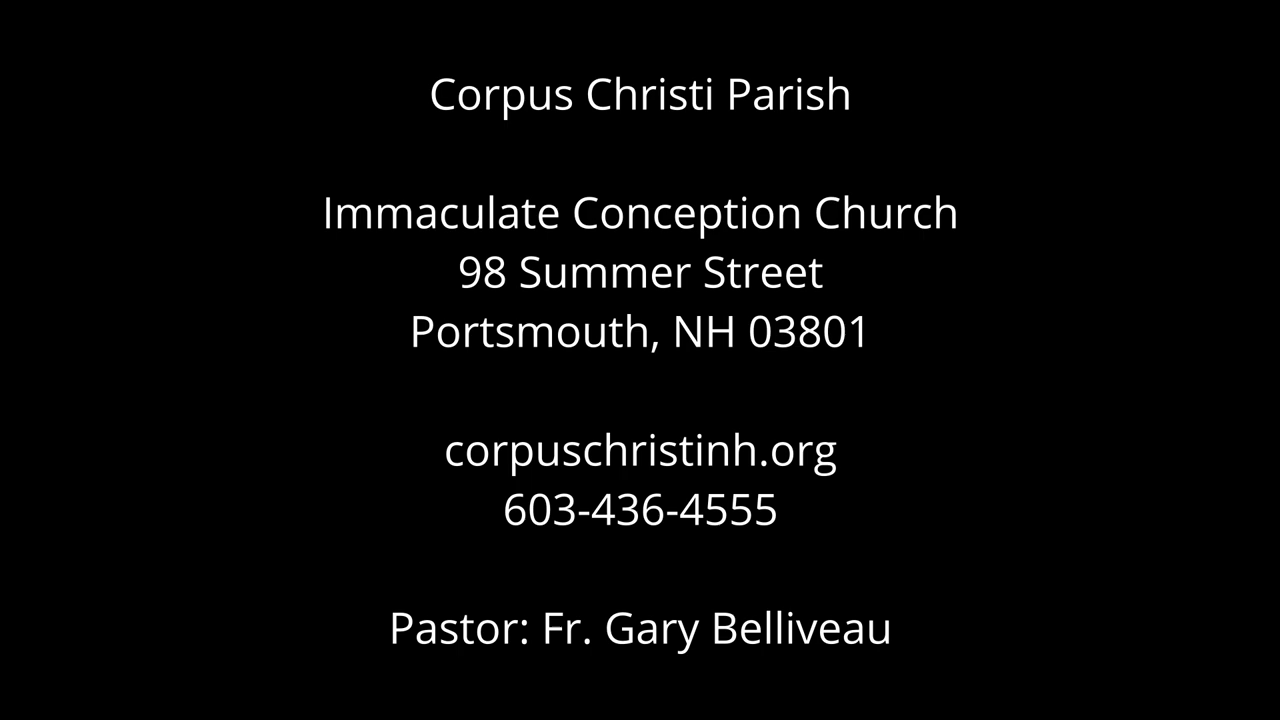 Corpus Christi Parish
Immaculate Conception Church
98 Summer Street
Portsmouth, NH 03801
corpuschristinh.org
603-436-4555
Pastor: Fr. Gary Belliveau